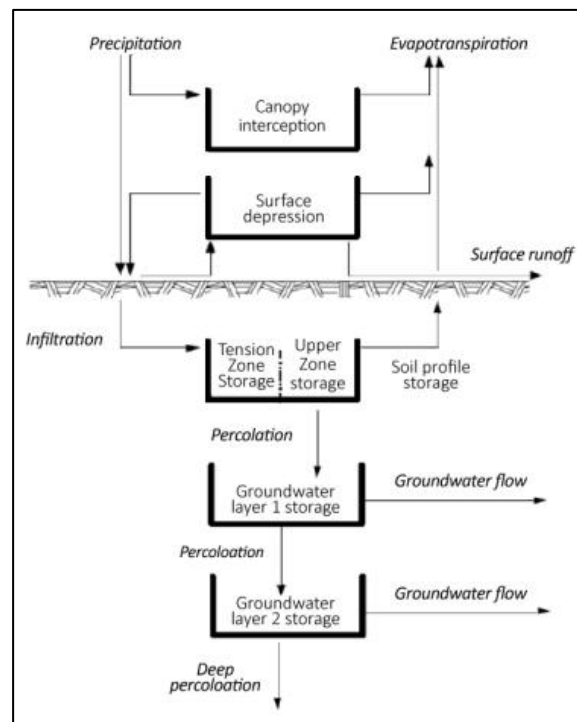 Precipitation
Evapotranspiration
Canopy
interception
Surface
depression
Surface runoff
Infiltration
Tension
Zone
Storage
Upper
Zone
storage
Soil profile
storage
Percolation
Groundwater
layer 1 storage
Groundwater flow
Percoloation
Groundwater
layer 2 storage
Groundwater flow
Deep
percoloation